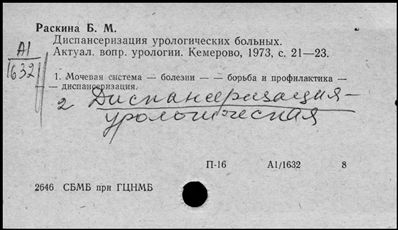 Раскина Б. М.
Диспансеризация урологических больных.
Актуал. вопр. урологии. Кемерово, 1973, с. 21—23.
А1
1632
1. Мочевая система — болезни — — борьба и профилактика —
— диспансеризация.
2 Диспансеризация-
урологическая
П-16 А1/1632 8
2646 СБМБ при ГЦНМБ